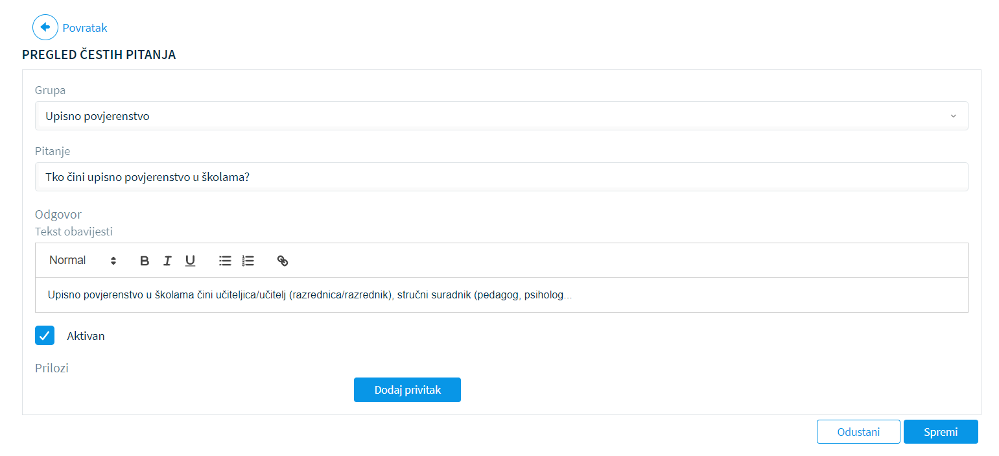 Povratak
PREGLED ČESTIH PITANJA
Grupa
Upisno povjerenstvo
Pitanje
Tko čini upisno povjerenstvo u školama?
Odgovor
Tekst obavijesti
Normal B I U
Upisno povjerenstvo u školama čini učiteljica/učitelj (razrednica/razrednik), stručni suradnik (pedagog, psiholog...
Aktivan
Prilozi
Dodaj privitak
Odustani Spremi